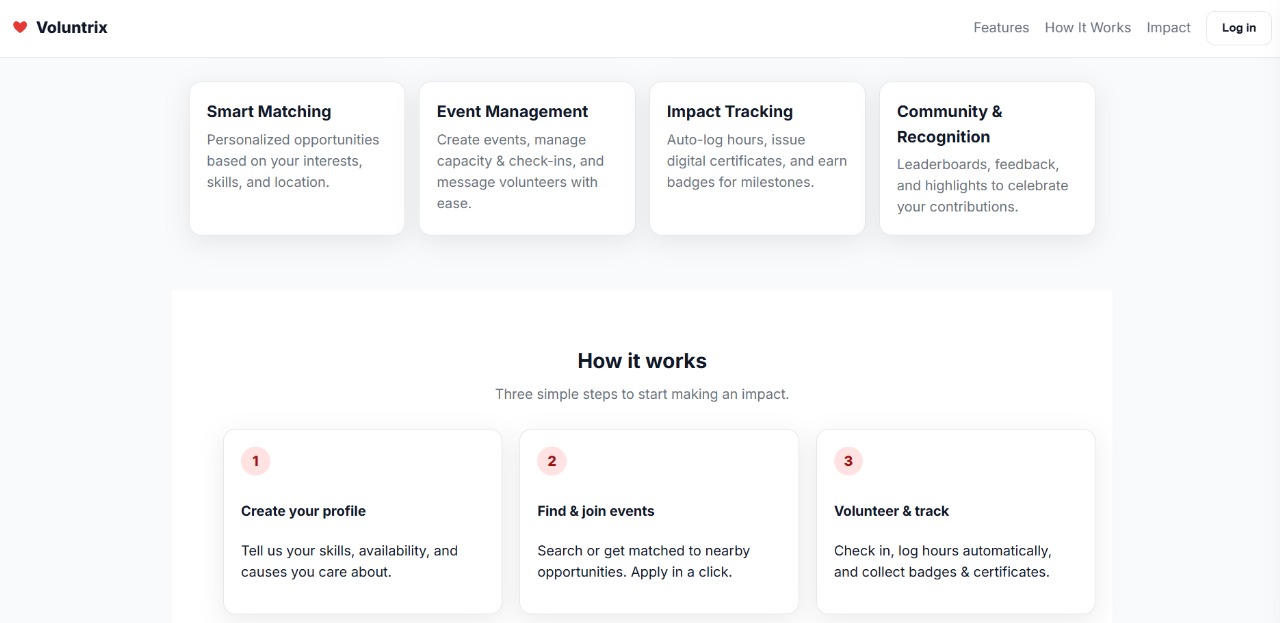 Voluntrix
Features How It Works Impact Log in
Smart Matching
Personalized opportunities
based on your interests,
skills, and location.
Event Management
Create events, manage
capacity & check-ins, and
message volunteers with
ease.
Impact Tracking
Auto-log hours, issue
digital certificates, and earn
badges for milestones.
Community &
Recognition
Leaderboards, feedback,
and highlights to celebrate
your contributions.
How it works
Three simple steps to start making an impact.
1
Create your profile
Tell us your skills, availability, and
causes you care about.
2
Find & join events
Search or get matched to nearby
opportunities. Apply in a click.
3
Volunteer & track
Check in, log hours automatically,
and collect badges & certificates.